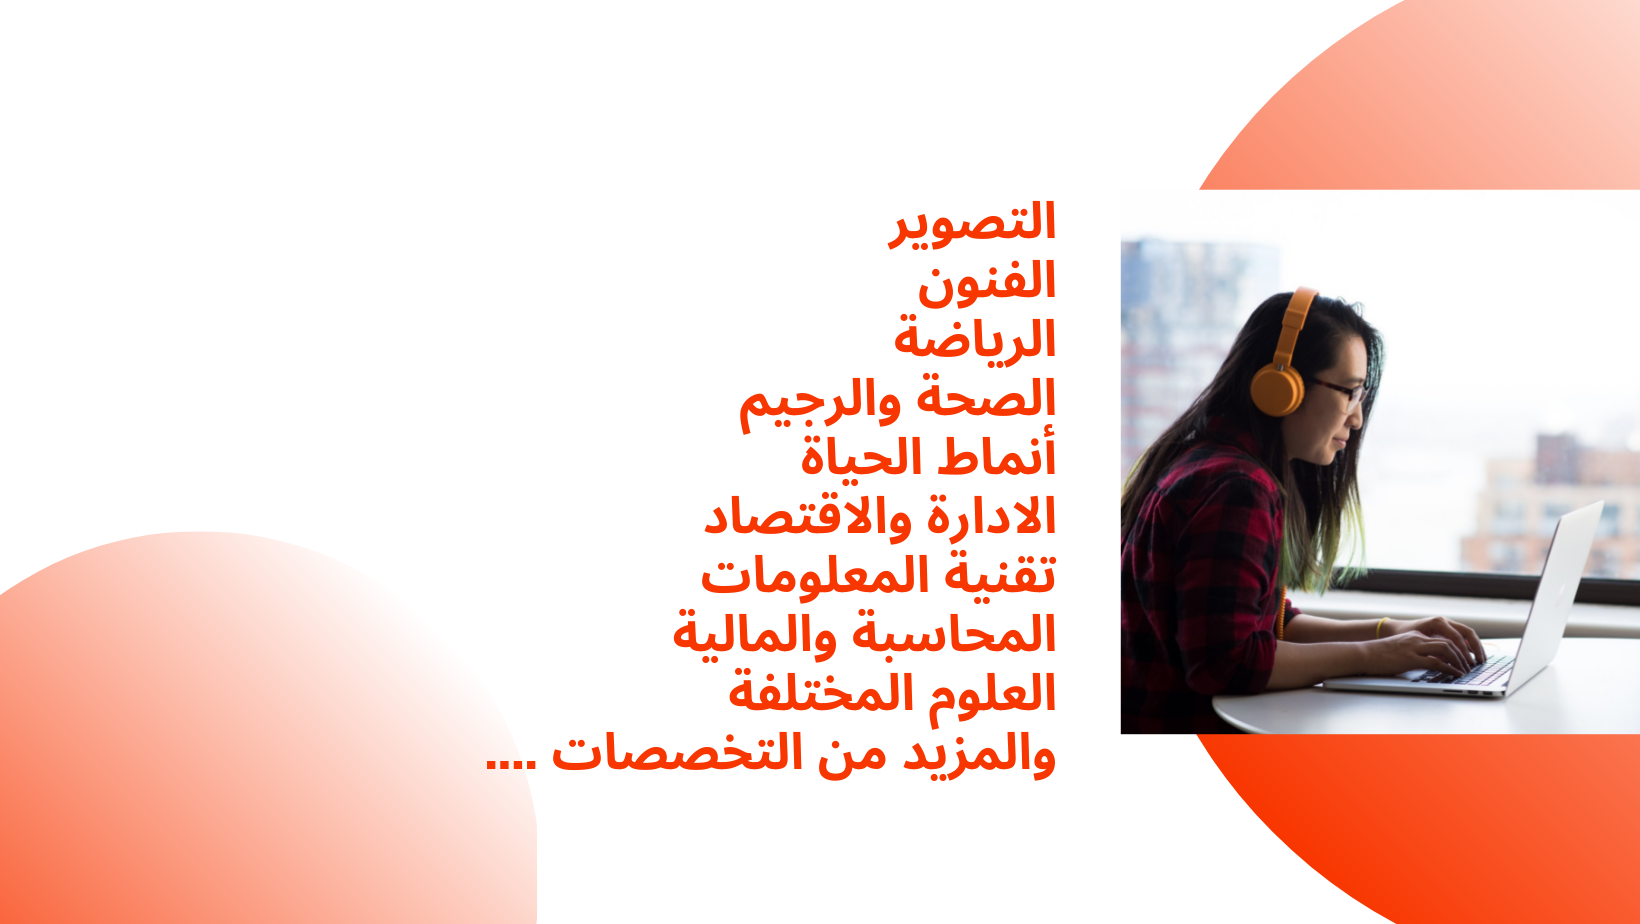 التصوير
الفنون
الرياضة
الصحة والرجيم
أنماط الحياة
الادارة والاقتصاد
تقنية المعلومات
المحاسبة والمالية
العلوم المختلفة
والمزيد من التخصصات ....